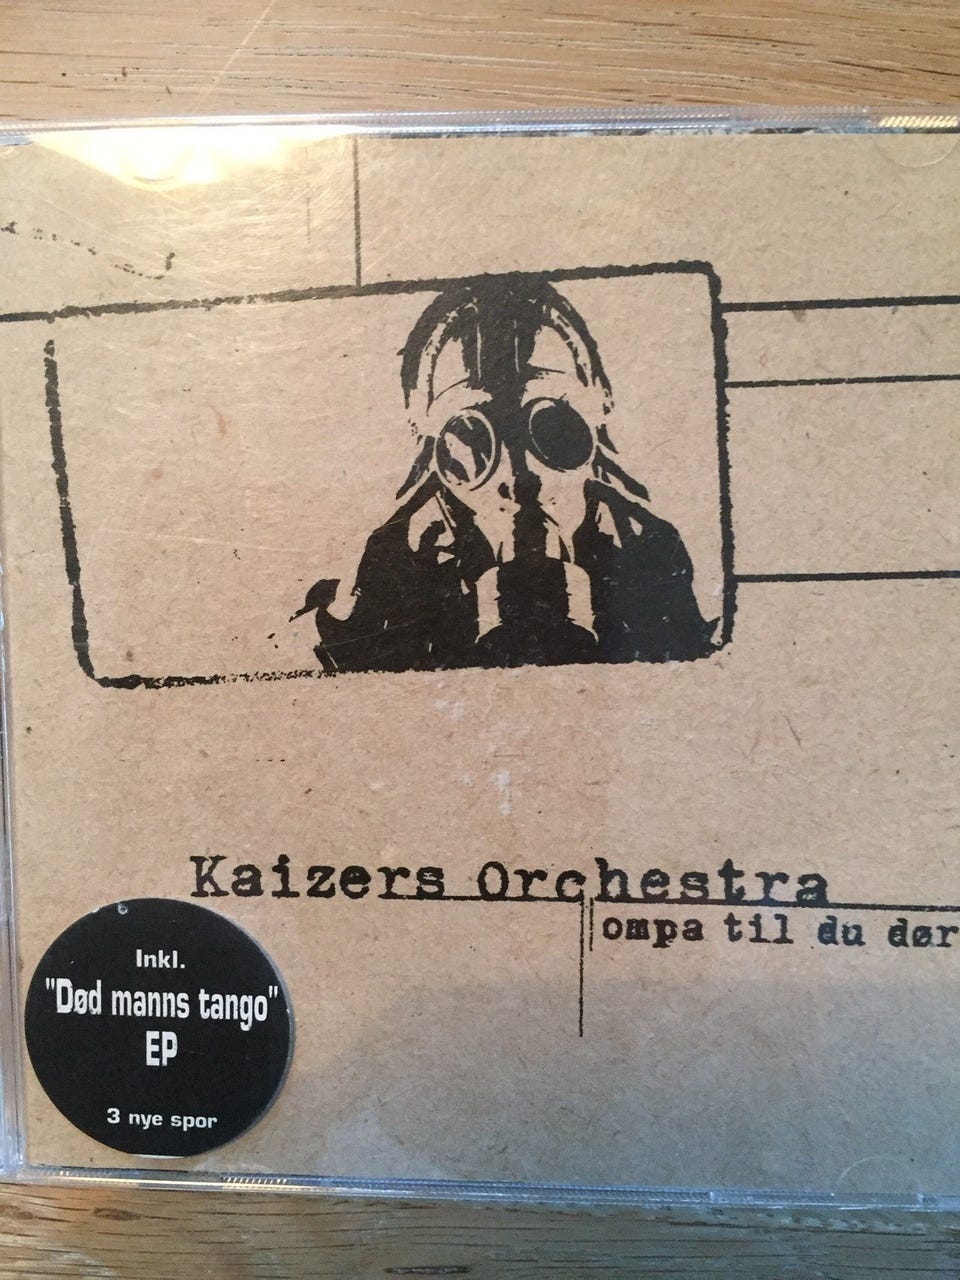 Kaizers Orchestra
ompa til du dør
Inkl.
"Død manns tango"
EP
3 nye spor